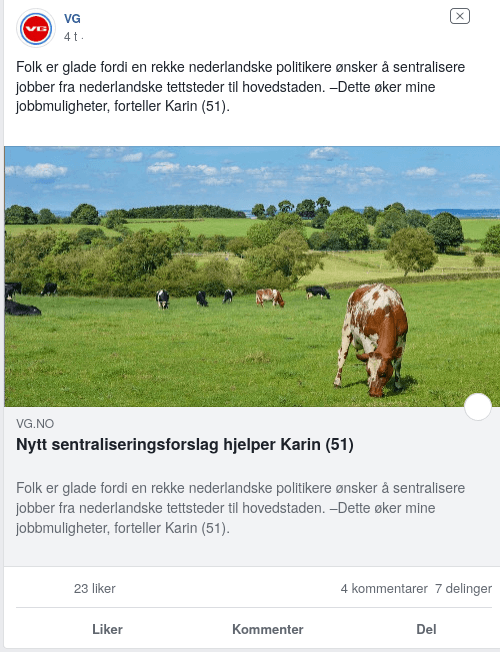 VG
VG
4 t ·
Folk er glade fordi en rekke nederlandske politikere ønsker å sentralisere
jobber fra nederlandske tettsteder til hovedstaden. –Dette øker mine
jobbmuligheter, forteller Karin (51).
VG.NO
Nytt sentraliseringsforslag hjelper Karin (51)
Folk er glade fordi en rekke nederlandske politikere ønsker å sentralisere
jobber fra nederlandske tettsteder til hovedstaden. –Dette øker mine
jobbmuligheter, forteller Karin (51).
23 liker 4 kommentarer 7 delinger
Liker Kommenter Del